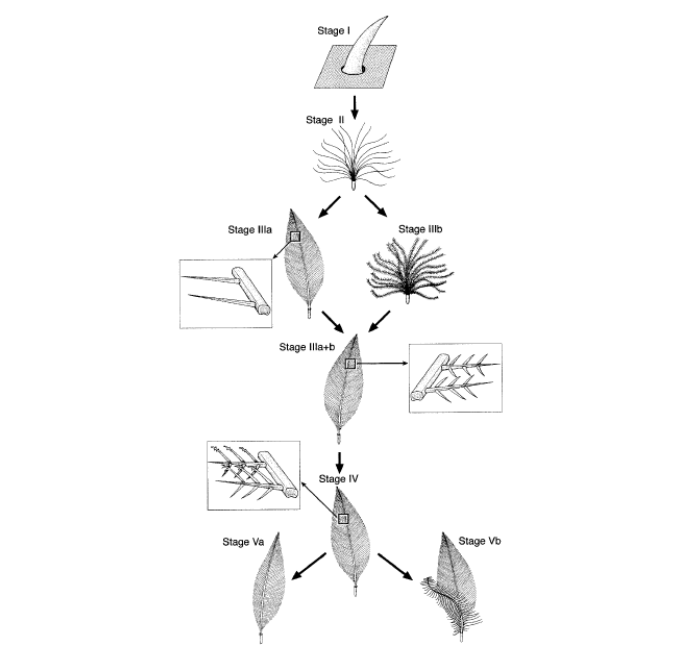 Stage I
Stage II
Stage IIIa
Stage IIIb
Stage IIIa+b
Stage IV
Stage Va
Stage Vb